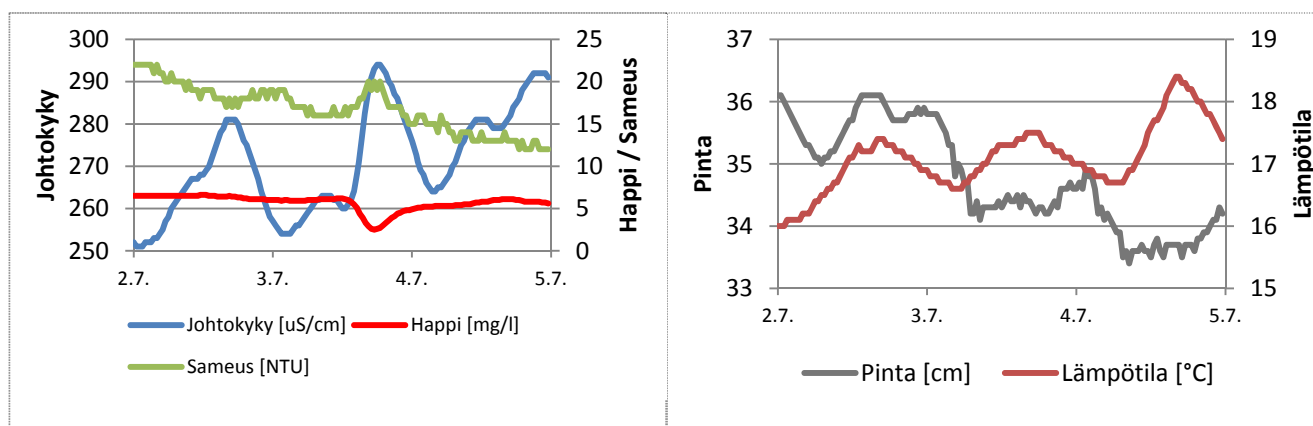 300
290
280
270
260
250
Johtokyky
25
20
15
10
5
0
Happi / Sameus
2.7. 3.7. 4.7. 5.7.
Johtokyky [uS/cm] Happi [mg/l]
Sameus [NTU]
37
36
35
34
33
Pinta
19
18
17
16
15
Lämpötila
2.7. 3.7. 4.7. 5.7.
Pinta [cm] Lämpötila [°C]